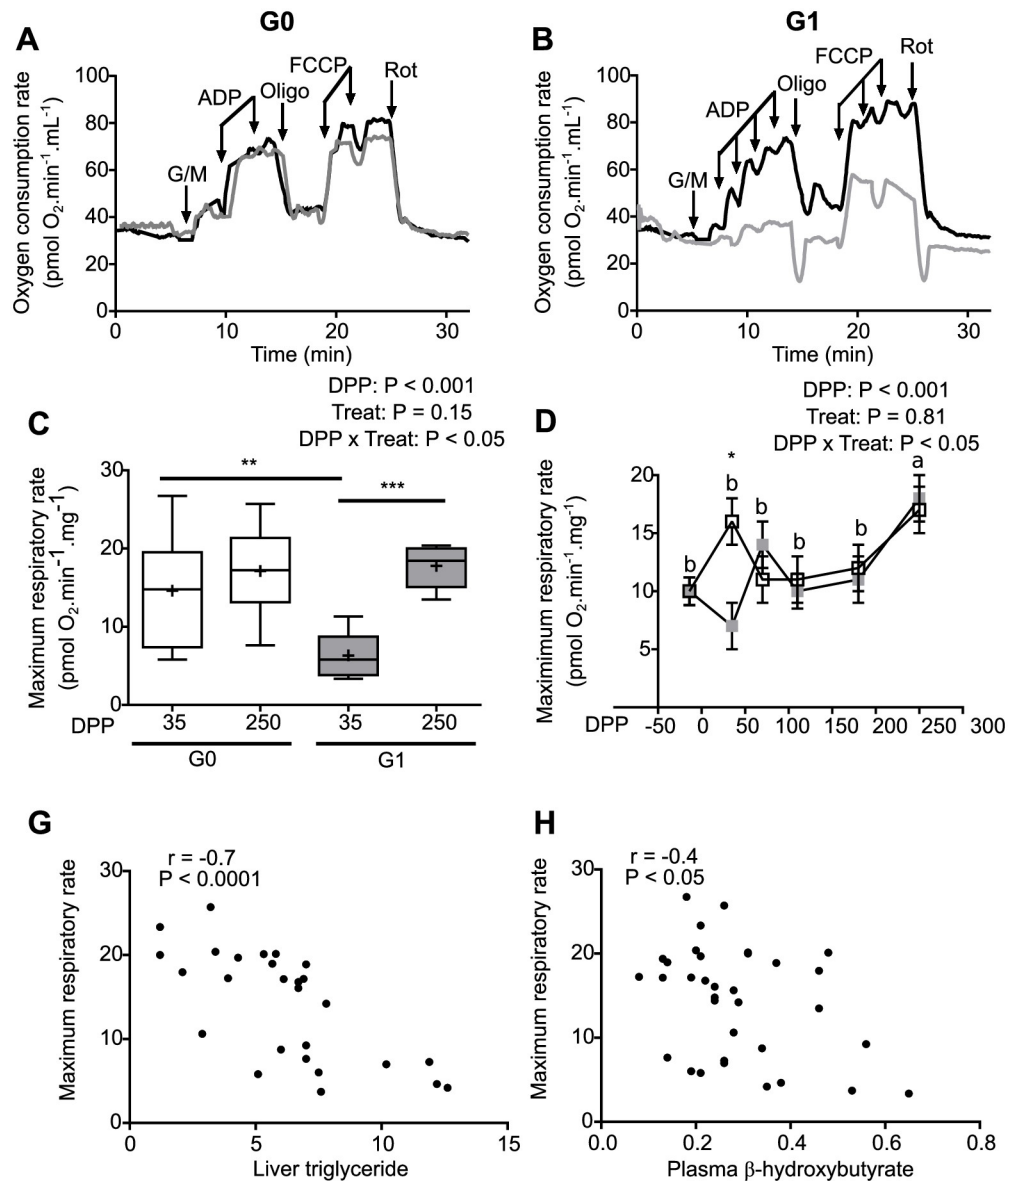 G0
G1
A
B
Oxygen consumption rate
(pmol O2.min-1.mL-1)
100
80
60
40
20
0
G/M
ADP
Oligo
FCCP
Rot
0
10
20
30
Time (min)
Oxygen consumption rate
(pmol O2.min-1.mL-1)
100
80
60
40
20
0
G/M
ADP
Oligo
FCCP
Rot
0
10
20
30
Time (min)
C
DPP: P < 0.001
Treat: P = 0.15
DPP x Treat: P < 0.05
Maximum respiratory rate
(pmol O2.min-1.mg-1)
30
20
10
0
**
***
DPP
35
250
35
250
G0
G1
D
DPP: P < 0.001
Treat: P = 0.81
DPP x Treat: P < 0.05
Maximimum respiratory rate
(pmol O2.min-1.mg-1)
20
15
10
5
*
b
b
b
b
b
a
DPP
-50
0
50
100
150
200
250
300
G
r = -0.7
P < 0.0001
Maximum respiratory rate
30
20
10
0
0
5
10
15
Liver triglyceride
H
r = -0.4
P < 0.05
Maximum respiratory rate
30
20
10
0
0.0
0.2
0.4
0.6
0.8
Plasma β-hydroxybutyrate